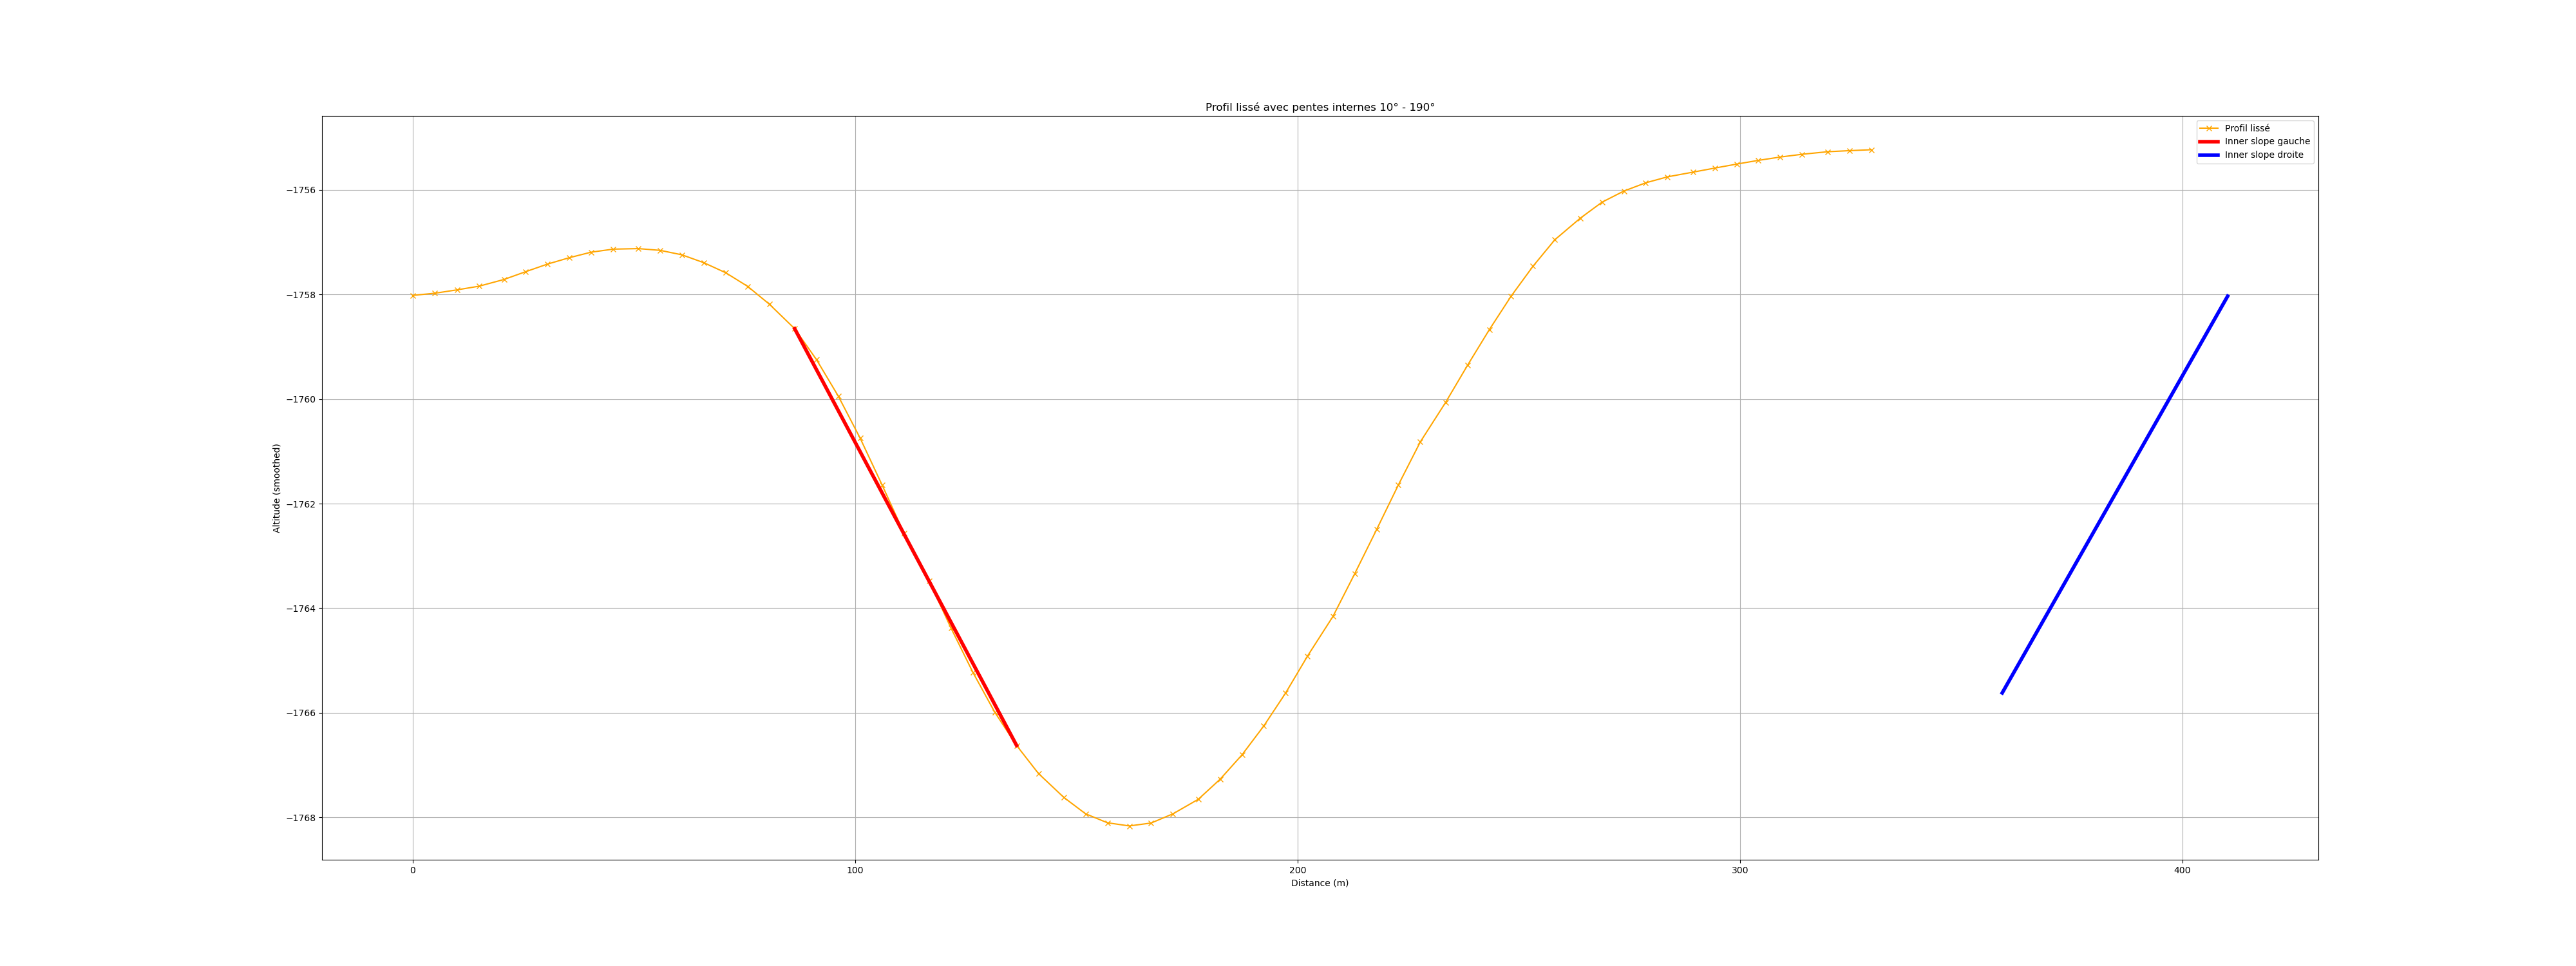 Profil lissé avec pentes internes 10° - 190°
Profil lissé
Inner slope gauche
Inner slope droite
−1756
−1758
−1760
−1762
−1764
−1766
−1768
Altitude (smoothed)
0
100
200
300
400
Distance (m)